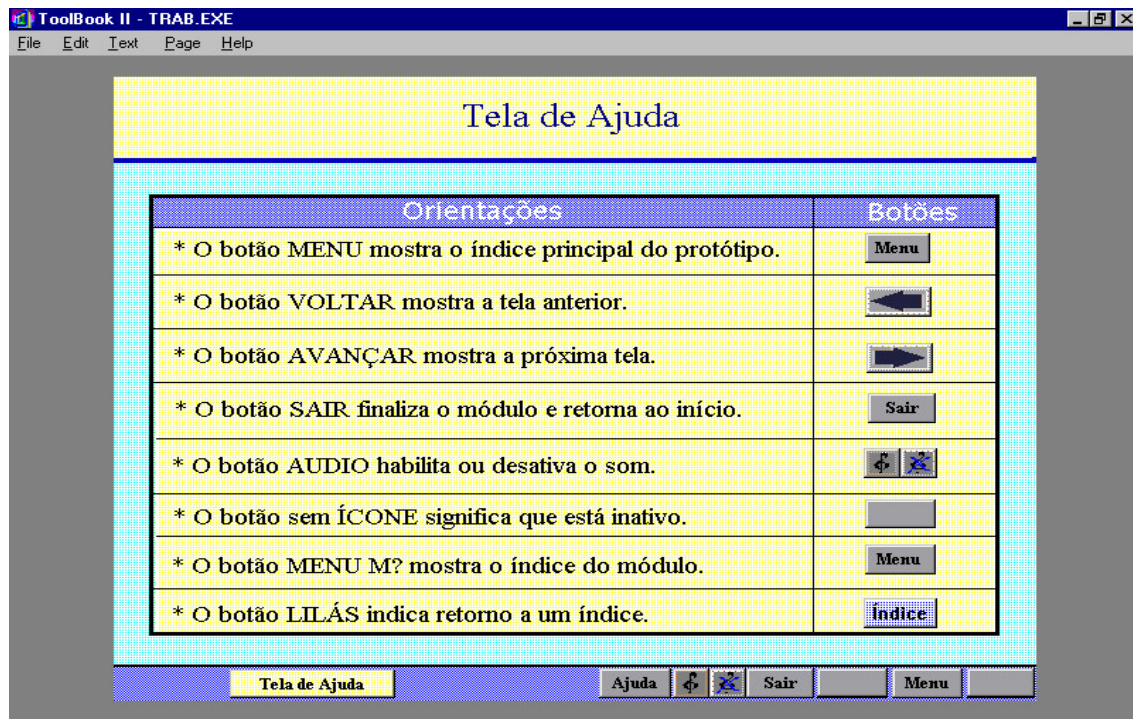 ToolBook II - TRAB.EXE
File Edit Text Page Help
Tela de Ajuda
Orientações Botões
* O botão MENU mostra o índice principal do protótipo. Menu
* O botão VOLTAR mostra a tela anterior.
* O botão AVANÇAR mostra a próxima tela.
* O botão SAIR finaliza o módulo e retorna ao início. Sair
* O botão AUDIO habilita ou desativa o som.
* O botão sem ÍCONE significa que está inativo.
* O botão MENU M? mostra o índice do módulo. Menu
* O botão LILÁS indica retorno a um índice. Índice
Tela de Ajuda Ajuda Sair Menu